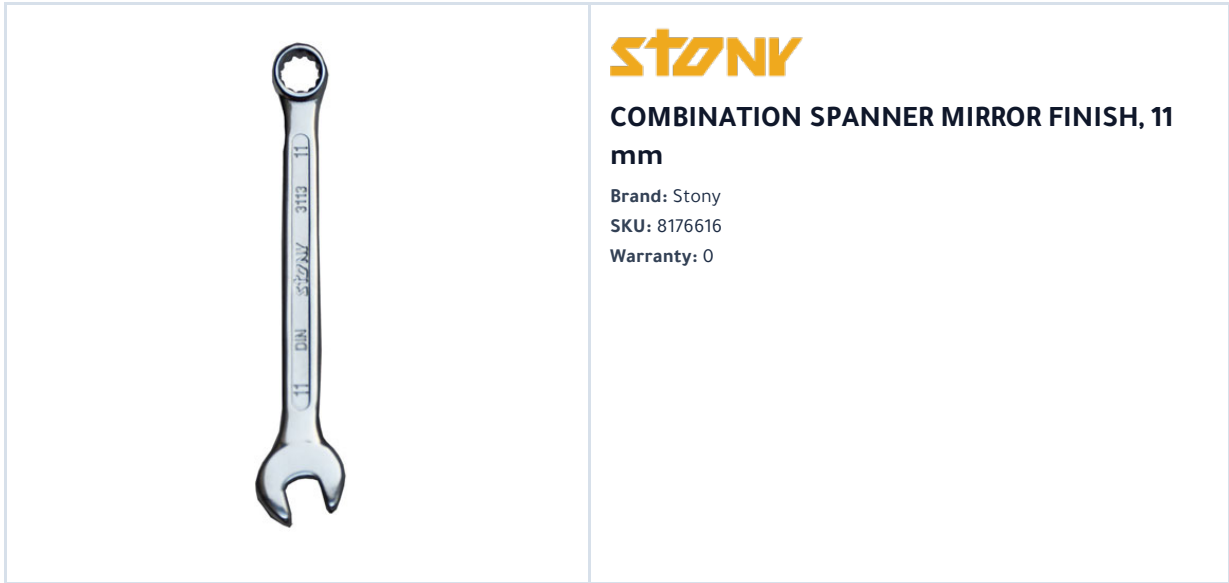 11
3113
STONY
DIN
11
STONY
COMBINATION SPANNER MIRROR FINISH, 11
mm
Brand: Stony
SKU: 8176616
Warranty: 0